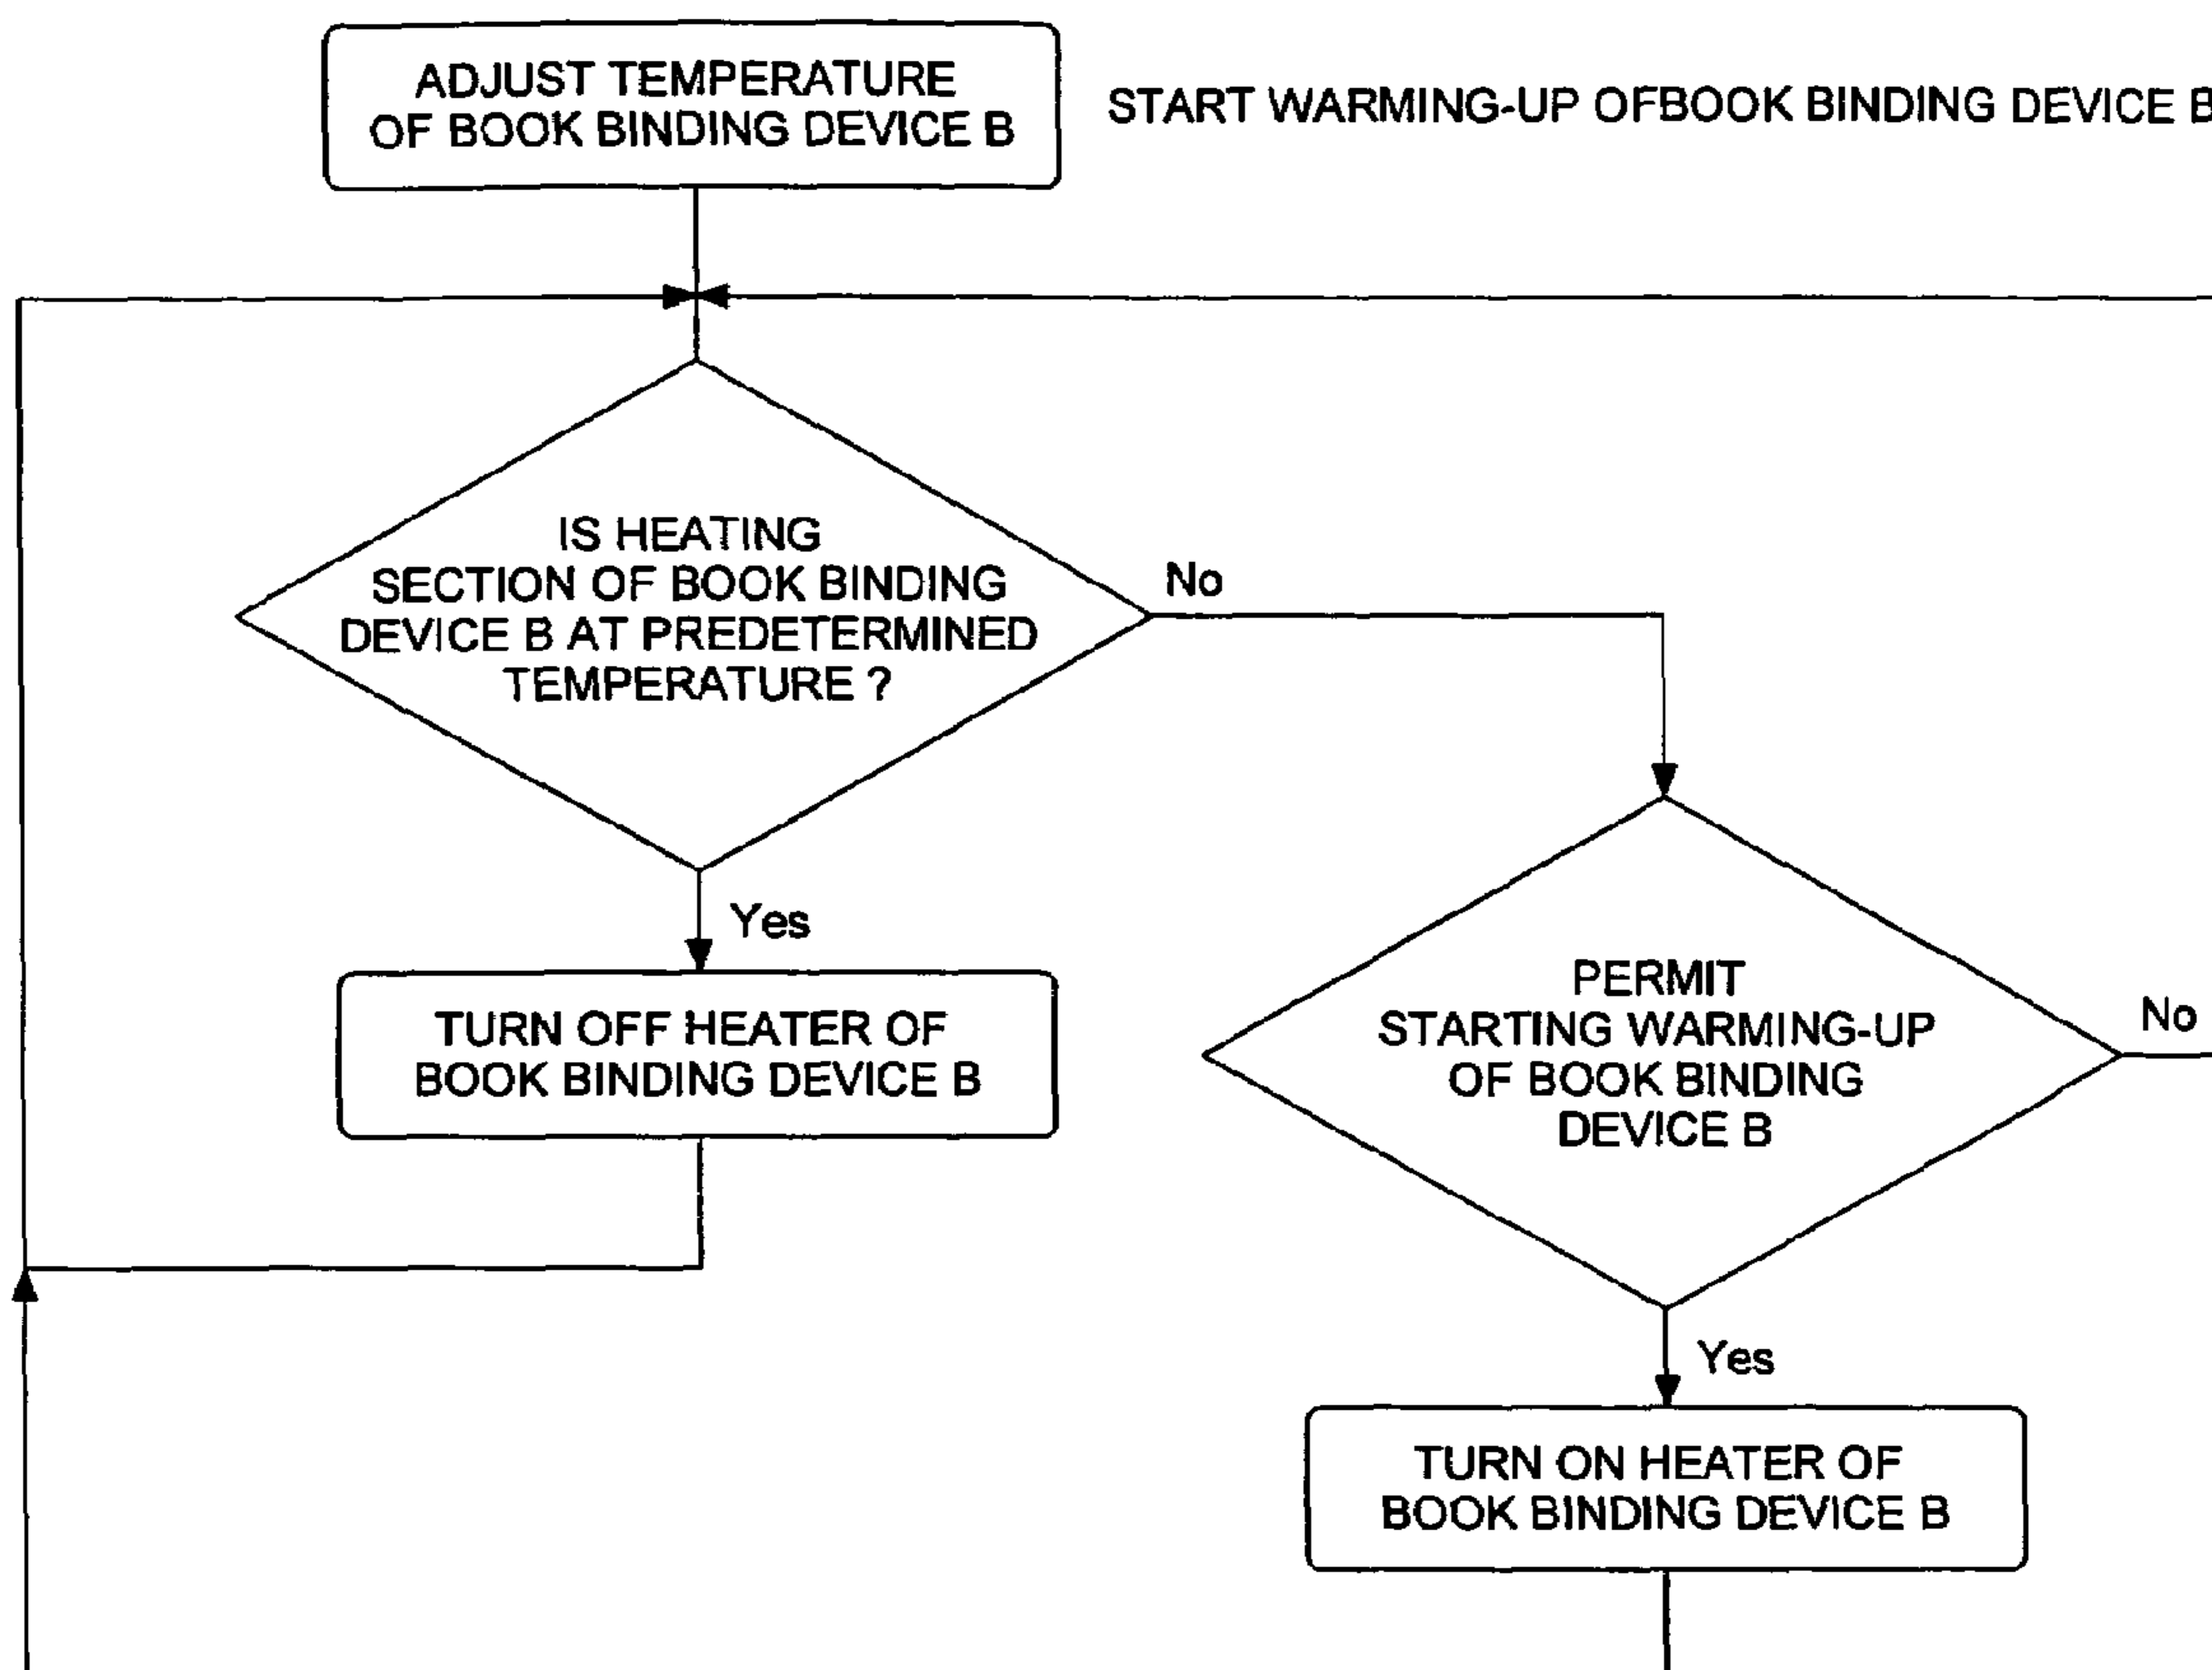 ADJUST TEMPERATURE
OF BOOK BINDING DEVICE B
START WARMING-UP OFBOOK BINDING DEVICE B
IS HEATING
SECTION OF BOOK BINDING
DEVICE B AT PREDETERMINED
TEMPERATURE ?
No
Yes
TURN OFF HEATER OF
BOOK BINDING DEVICE B
PERMIT
STARTING WARMING-UP
OF BOOK BINDING
DEVICE B
No
Yes
TURN ON HEATER OF
BOOK BINDING DEVICE B